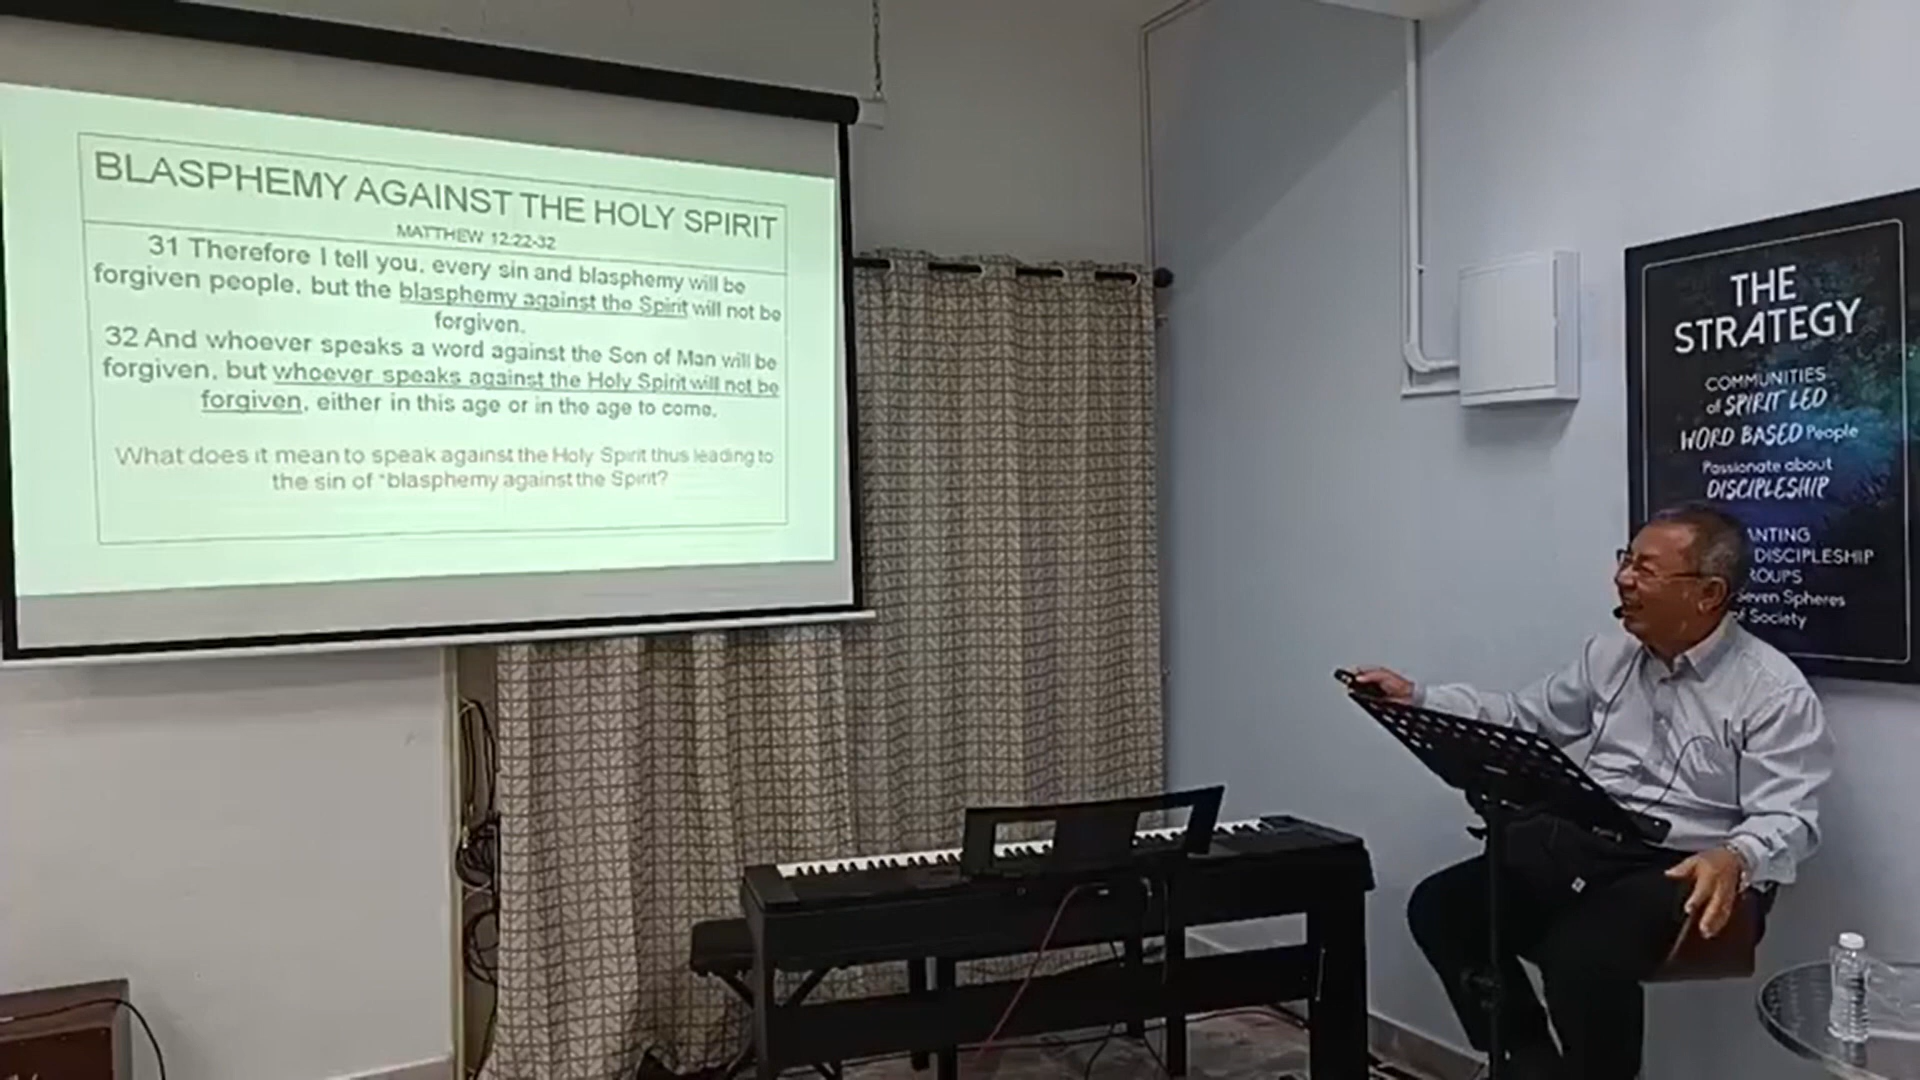 BLASPHEMY AGAINST THE HOLY SPIRIT
MATTHEW 12:22-32
31 Therefore I tell you, every sin and blasphemy will be
forgiven people, but the blasphemy against the Spirit will not be
forgiven.
32 And whoever speaks a word against the Son of Man will be
forgiven, but whoever speaks against the Holy Spirit will not be
forgiven, either in this age or in the age to come.
What does it mean to speak against the Holy Spirit thus leading to
the sin of "blasphemy against the Spirit?
THE
STRATEGY
COMMUNITIES
of SPIRIT LED
WORD BASED People
Passionate about
DISCIPLESHIP
ANTING
DISCIPLESHIP
ROUPS
Seven Spheres
of Society